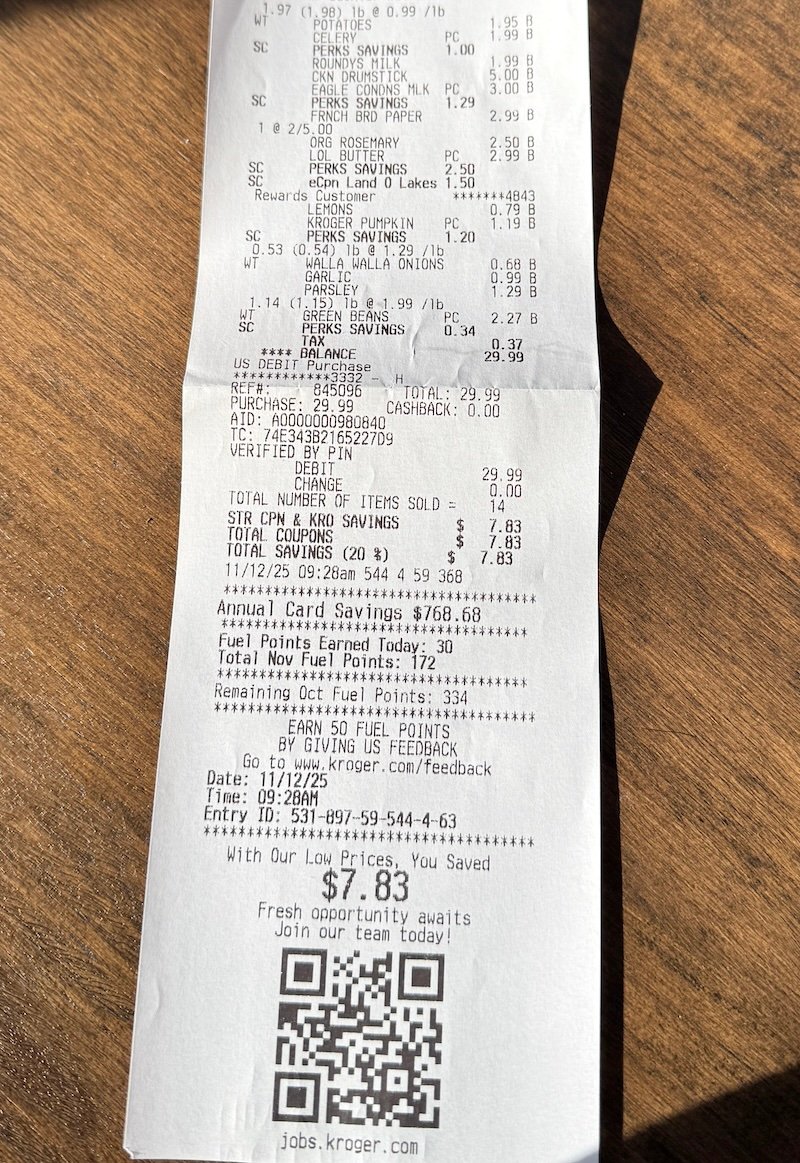 1.97 (1.98) lb @ 0.99 /lb
WT POTATOES 1.95 B
CELERY PC 1.99 B
SC PERKS SAVINGS 1.00
ROUNDYS MILK 1.99 B
CKN DRUMSTICK 5.00 B
EAGLE CONDNS MLK PC 3.00 B
SC PERKS SAVINGS 1.29
FRNCH BRD PAPER 2.99 B
1 @ 2/5.00
ORG ROSEMARY 2.50 B
LOL BUTTER PC 2.99 B
SC PERKS SAVINGS 2.50
SC eCpn Land O Lakes 1.50
Rewards Customer *******4843
LEMONS 0.79 B
KROGER PUMPKIN PC 1.19 B
SC PERKS SAVINGS 1.20
0.53 (0.54) lb @ 1.29 /lb
WT WALLA WALLA ONIONS 0.68 B
GARLIC 0.99 B
PARSLEY 1.29 B
1.14 (1.15) lb @ 1.99 /lb
WT GREEN BEANS PC 2.27 B
SC PERKS SAVINGS 0.34
TAX 0.37
**** BALANCE 29.99
US DEBIT Purchase
************3332 - H
REF#: 845096 TOTAL: 29.99
PURCHASE: 29.99 CASHBACK: 0.00
AID: A0000000980840
TC: 74E343B2165227D9
VERIFIED BY PIN
DEBIT 29.99
CHANGE 0.00
TOTAL NUMBER OF ITEMS SOLD = 14
STR CPN & KRO SAVINGS $ 7.83
TOTAL COUPONS $ 7.83
TOTAL SAVINGS (20 %) $ 7.83
11/12/25 09:28am 544 4 59 368
************************************
Annual Card Savings $768.68
************************************
Fuel Points Earned Today: 30
Total Nov Fuel Points: 172
************************************
Remaining Oct Fuel Points: 334
************************************
EARN 50 FUEL POINTS
BY GIVING US FEEDBACK
Go to www.kroger.com/feedback
Date: 11/12/25
Time: 09:28AM
Entry ID: 531-897-59-544-4-63
************************************
With Our Low Prices, You Saved
$7.83
Fresh opportunity awaits
Join our team today!
jobs.kroger.com